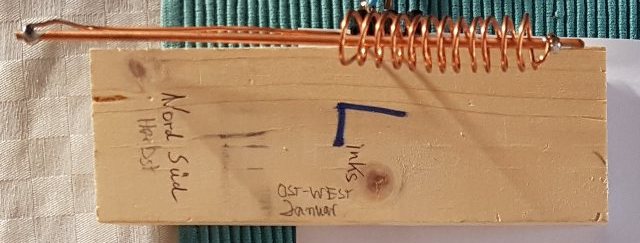 Nord Süd
Herbst
Links
OST-WEST
Januar